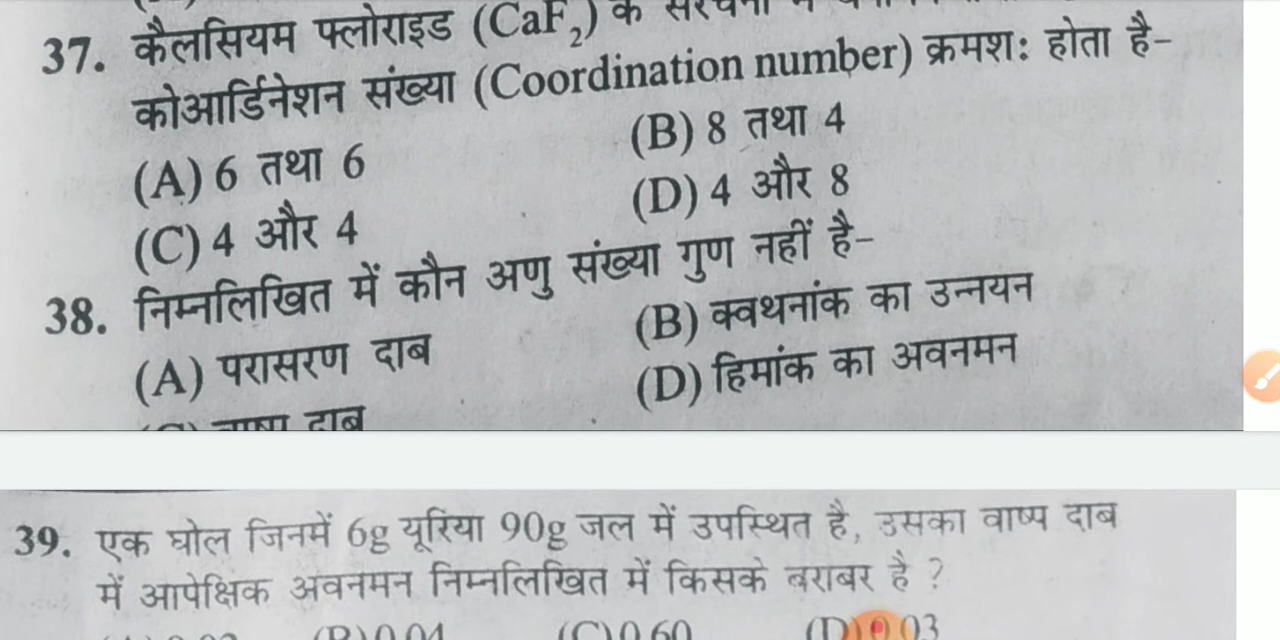 37. कैलसियम फ्लोराइड (CaF₂) के
कोआर्डिनेशन संख्या (Coordination number) क्रमश: होता है-
(A) 6 तथा 6 (B) 8 तथा 4
(C) 4 और 4 (D) 4 और 8
38. निम्नलिखित में कौन अणु संख्या गुण नहीं है-
(A) परासरण दाब (B) क्वथनांक का उन्नयन
(D) हिमांक का अवनमन
दाब
39. एक घोल जिनमें 6g यूरिया 90g जल में उपस्थित है, उसका वाष्प दाब
में आपेक्षिक अवनमन निम्नलिखित में किसके बराबर है ?
(B) 0.04 (C) 0.60 (D) 0.03